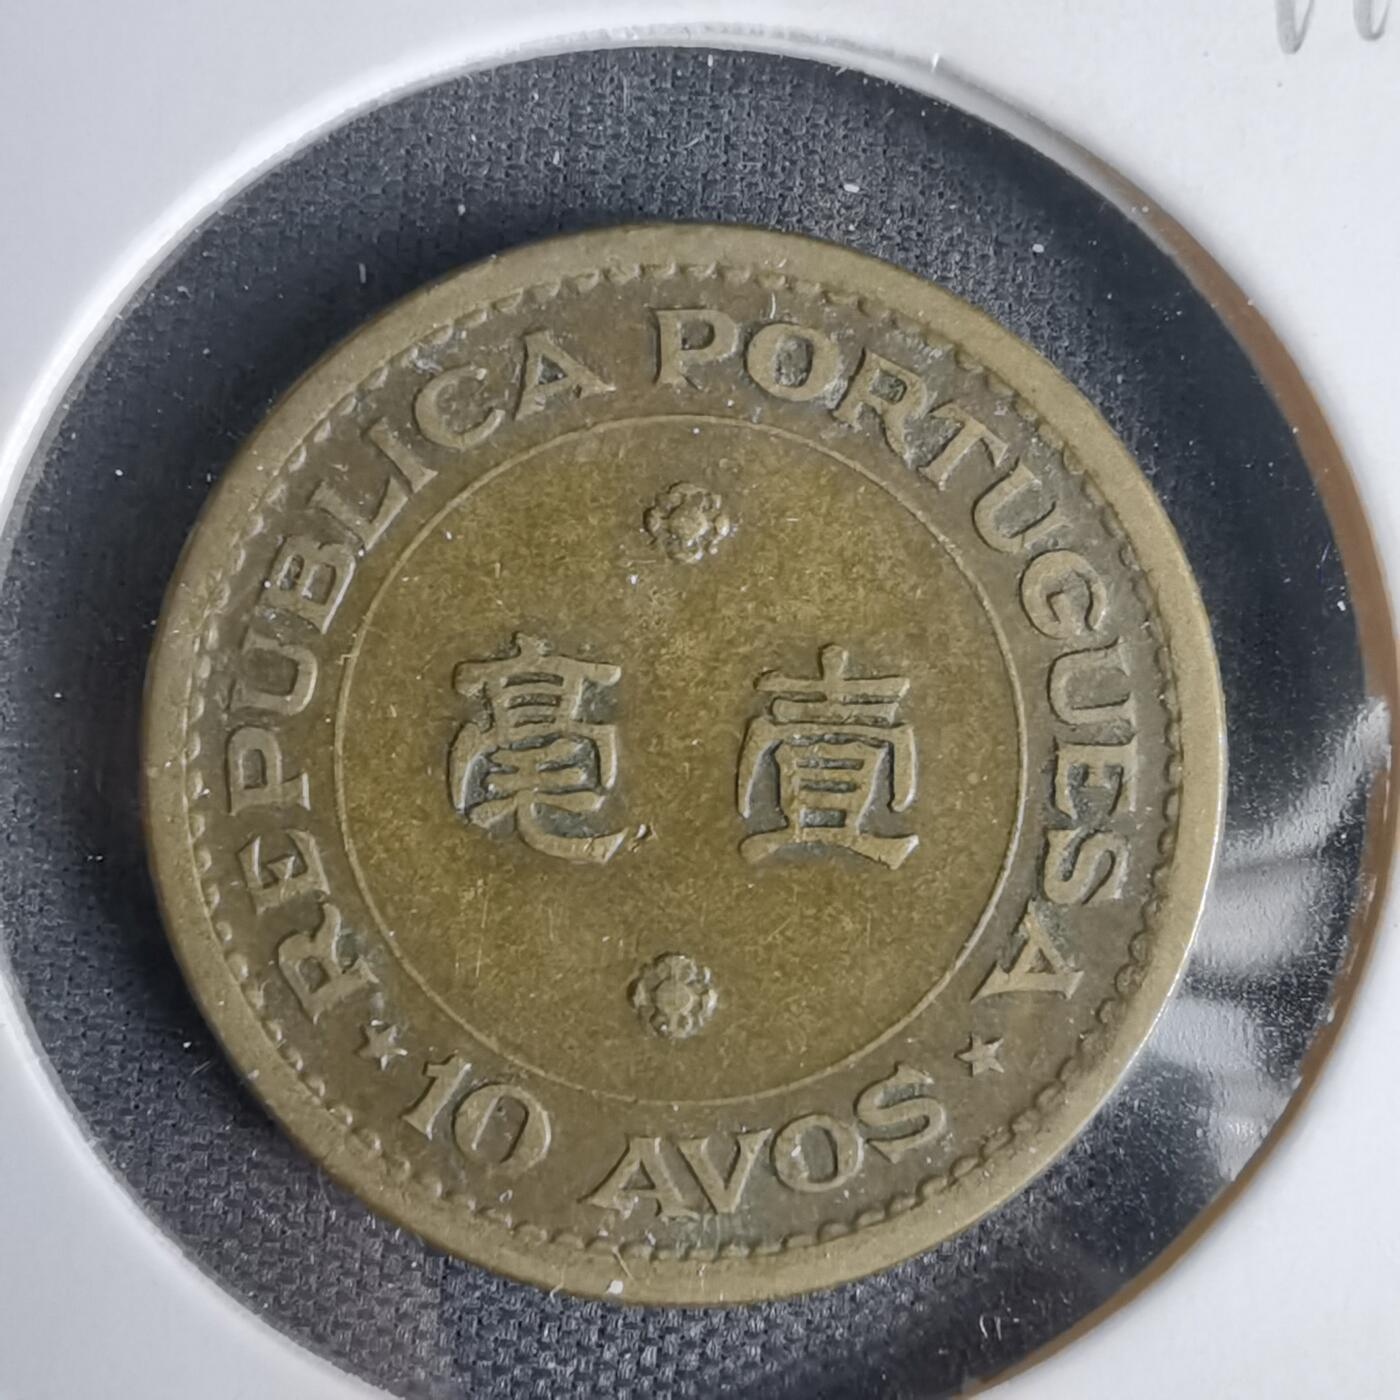 REPUBLICA PORTUGUESA
毫壹
★ 10 AVOS ★